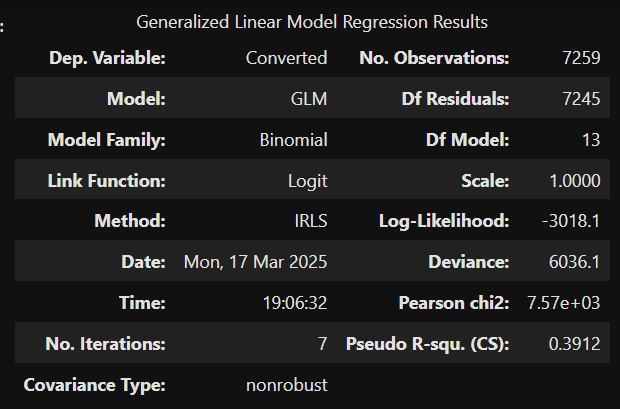 :
Generalized Linear Model Regression Results
Dep. Variable: Converted No. Observations: 7259
Model: GLM Df Residuals: 7245
Model Family: Binomial Df Model: 13
Link Function: Logit Scale: 1.0000
Method: IRLS Log-Likelihood: -3018.1
Date: Mon, 17 Mar 2025 Deviance: 6036.1
Time: 19:06:32 Pearson chi2: 7.57e+03
No. Iterations: 7 Pseudo R-squ. (CS): 0.3912
Covariance Type: nonrobust